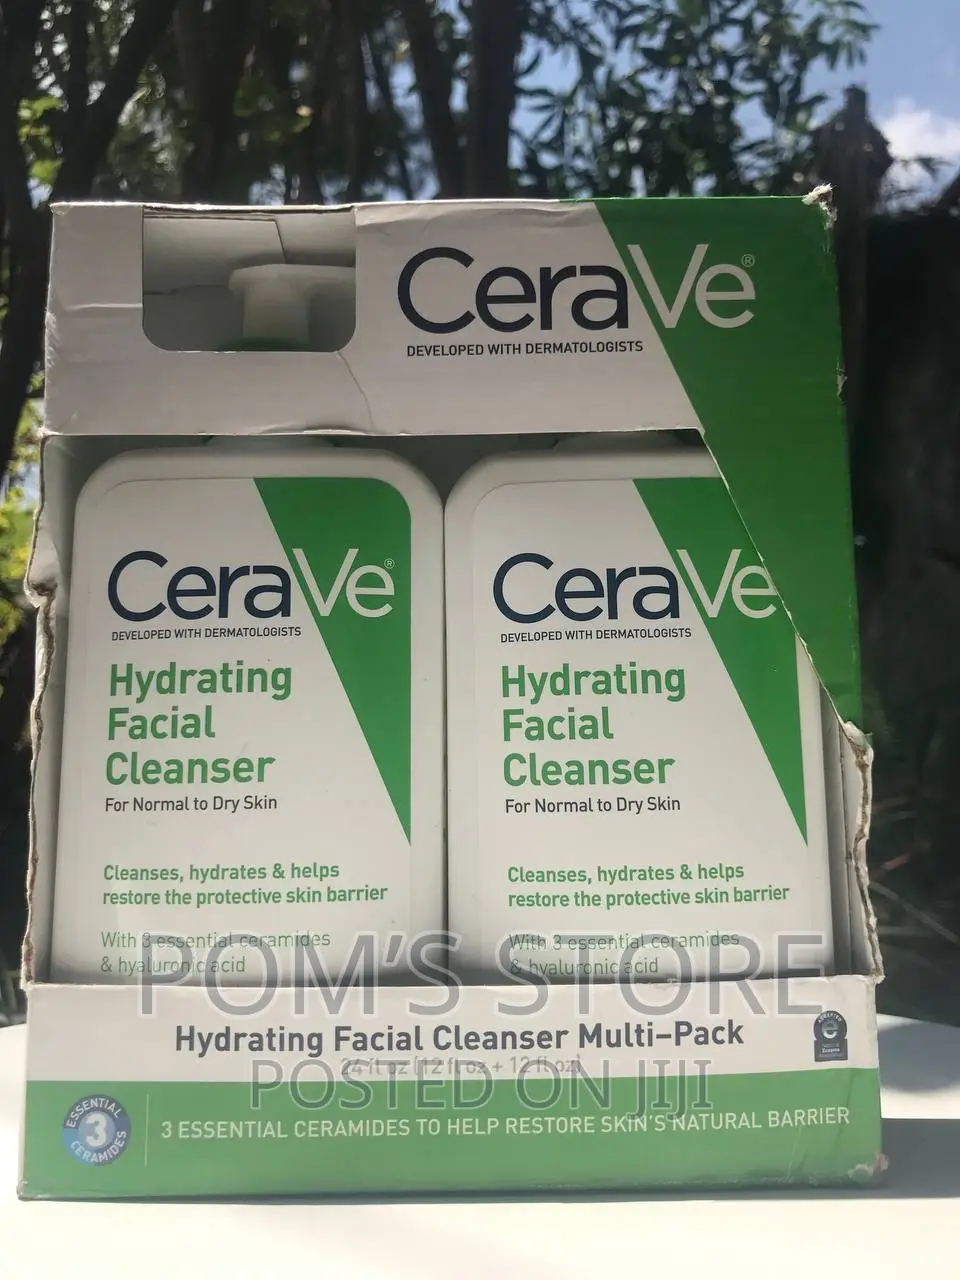 CeraVe®
DEVELOPED WITH DERMATOLOGISTS
CeraVe®
DEVELOPED WITH DERMATOLOGISTS
Hydrating
Facial
Cleanser
For Normal to Dry Skin
Cleanses, hydrates & helps
restore the protective skin barrier
With 3 essential ceramides
& hyaluronic acid
CeraVe
DEVELOPED WITH DERMATOLOGISTS
Hydrating
Facial
Cleanser
For Normal to Dry Skin
Cleanses, hydrates & helps
restore the protective skin barrier
With 3 essential ceramides
& hyaluronic acid
POM'S STORE
Hydrating Facial Cleanser Multi-Pack
24 fl oz (12 fl oz + 12 fl oz)
POSTED ON JIJI
ESSENTIAL
3
CERAMIDES
3 ESSENTIAL CERAMIDES TO HELP RESTORE SKIN'S NATURAL BARRIER